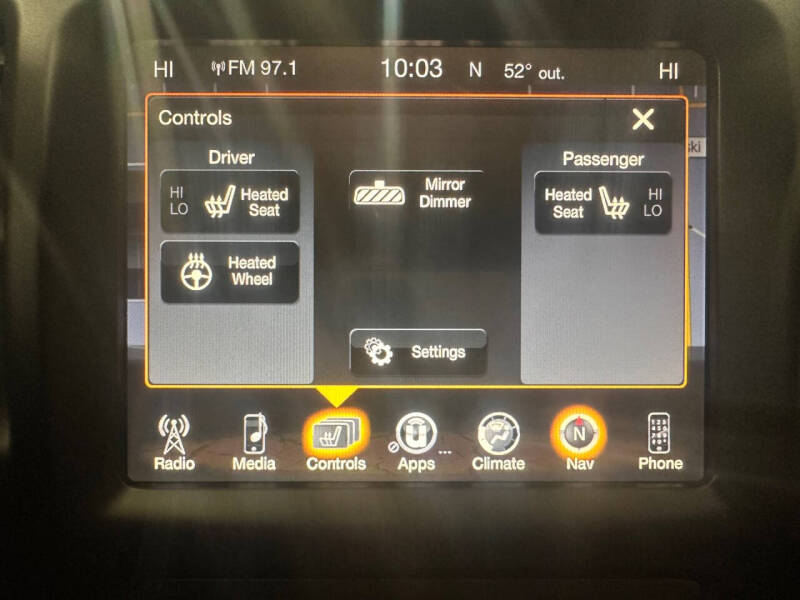 HI FM 97.1 10:03 N 52° out. HI
Controls
ski
Driver
Passenger
HI
LO
Heated
Seat
Mirror
Dimmer
Heated
Seat
HI
LO
Heated
Wheel
Settings
N
Radio Media Controls Apps Climate Nav Phone